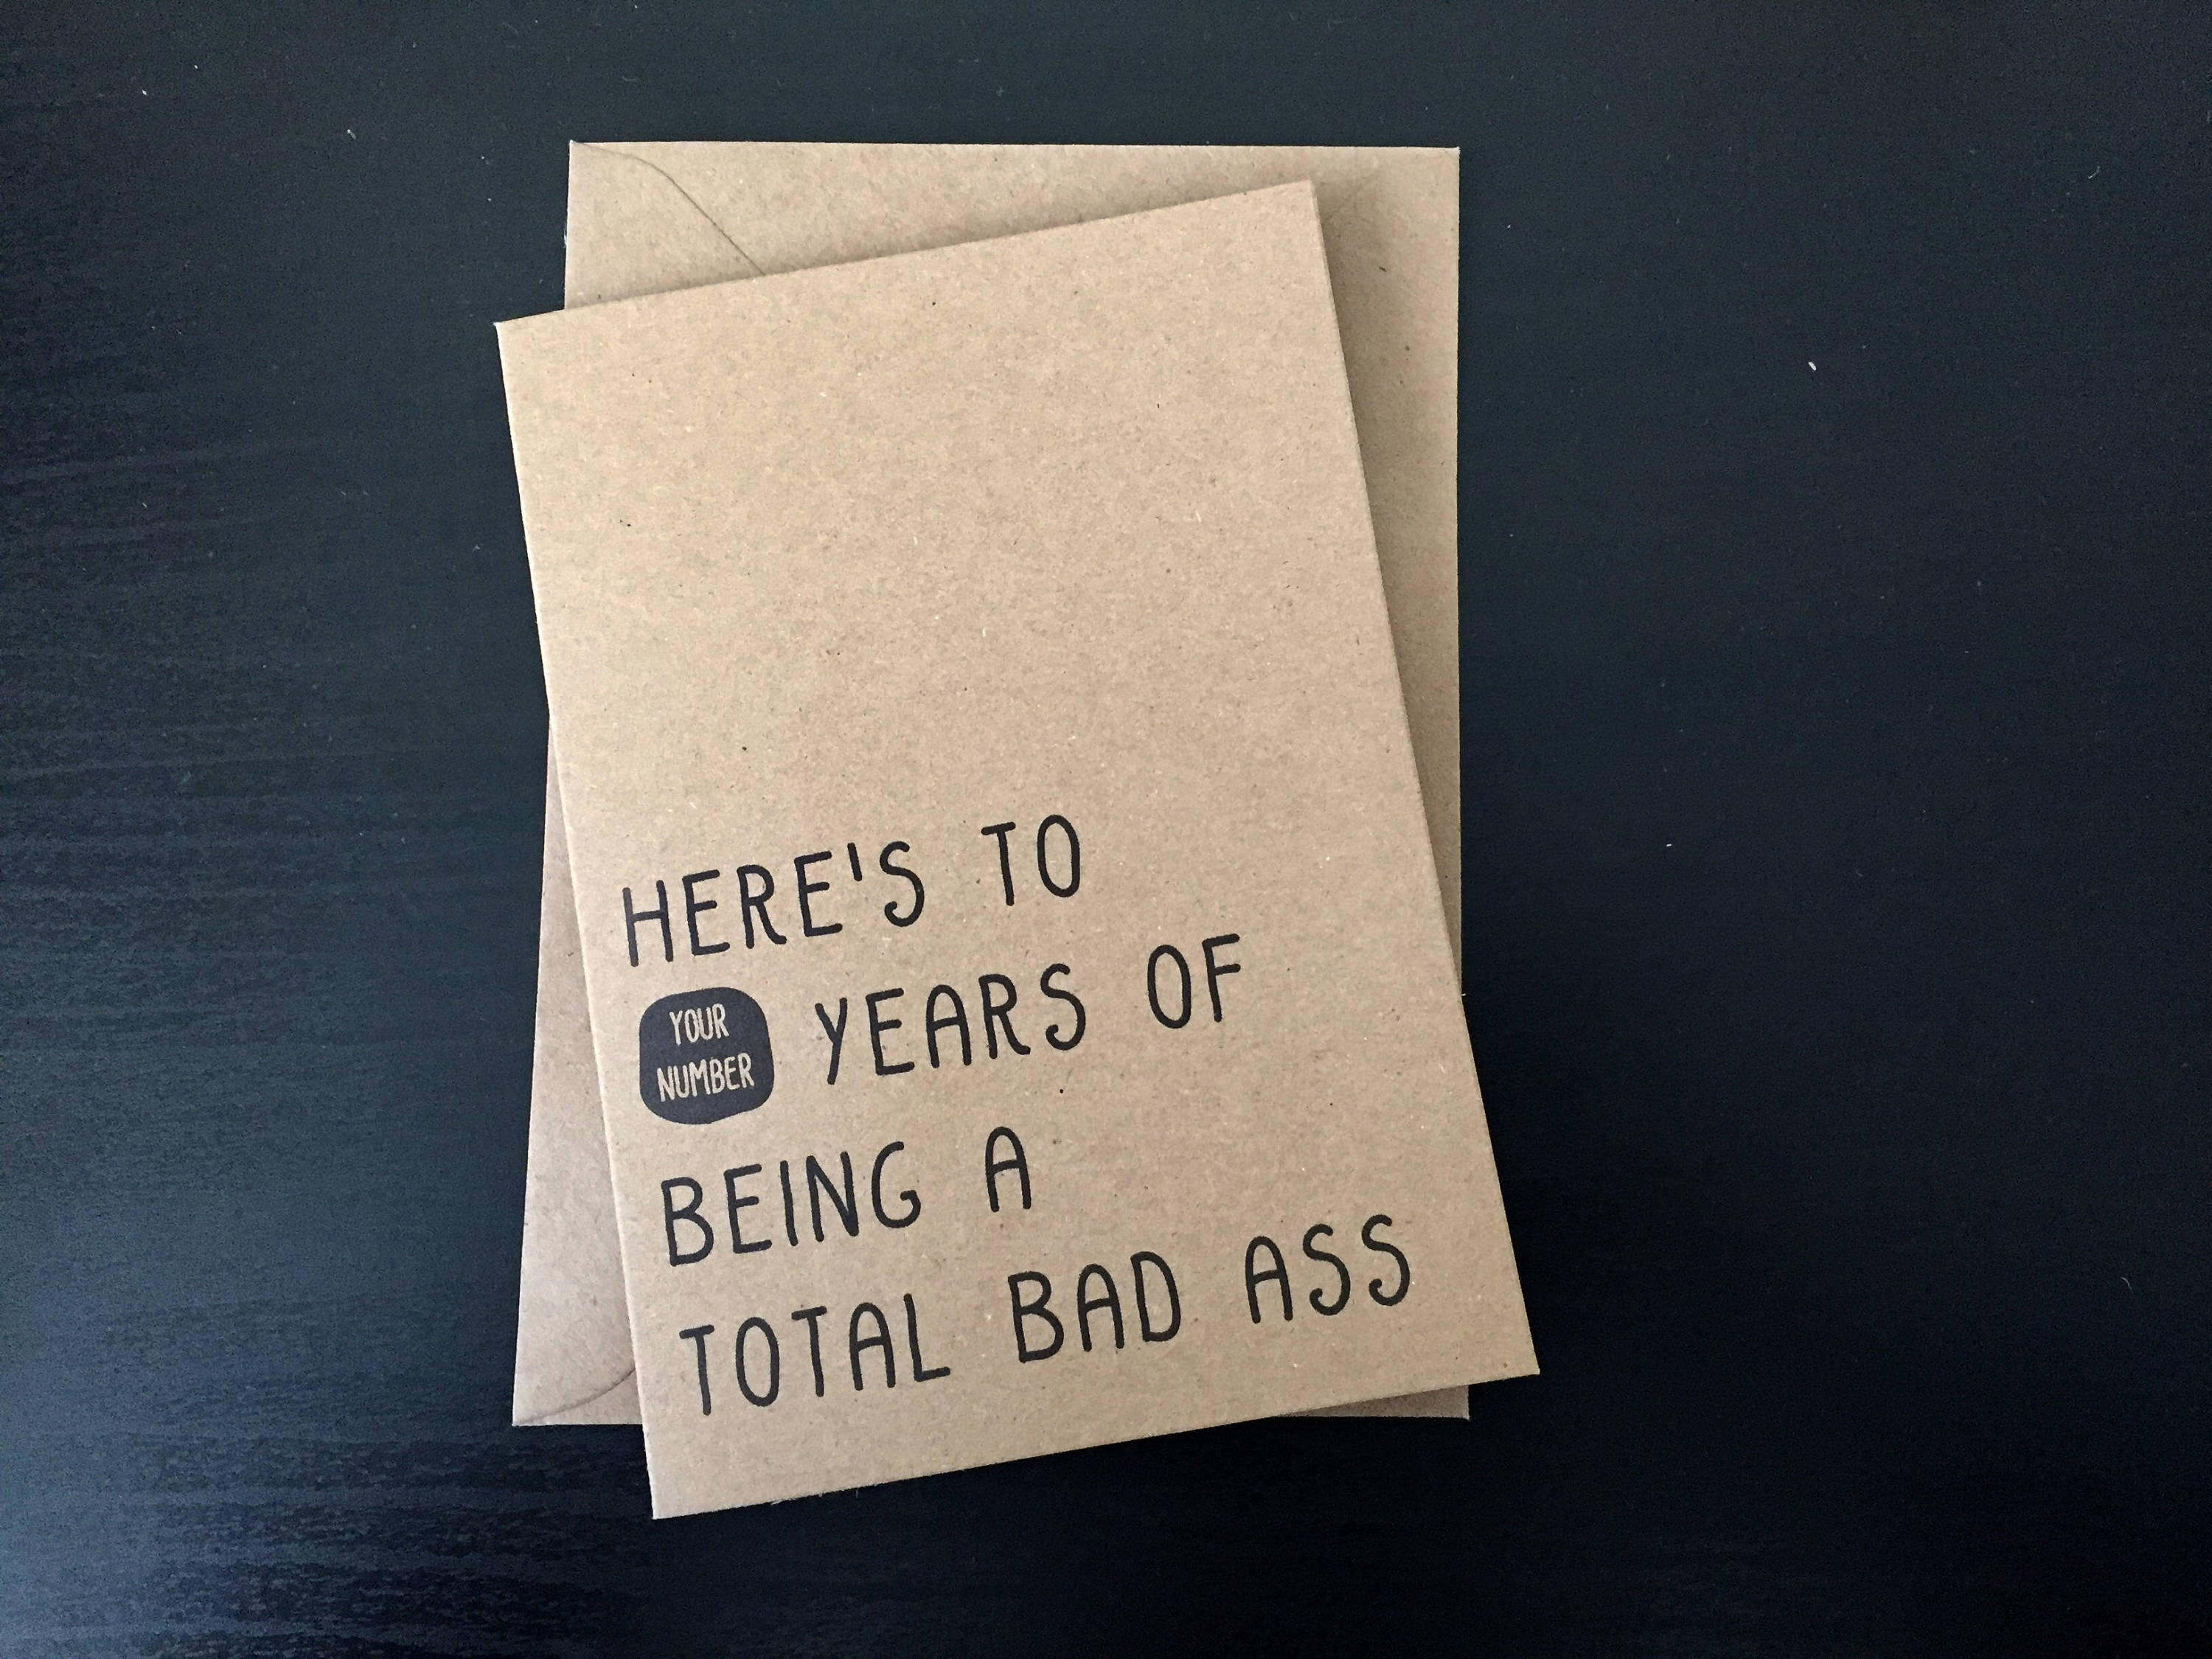 HERE'S TO
YOUR
NUMBER
YEARS OF
BEING A
TOTAL BAD ASS